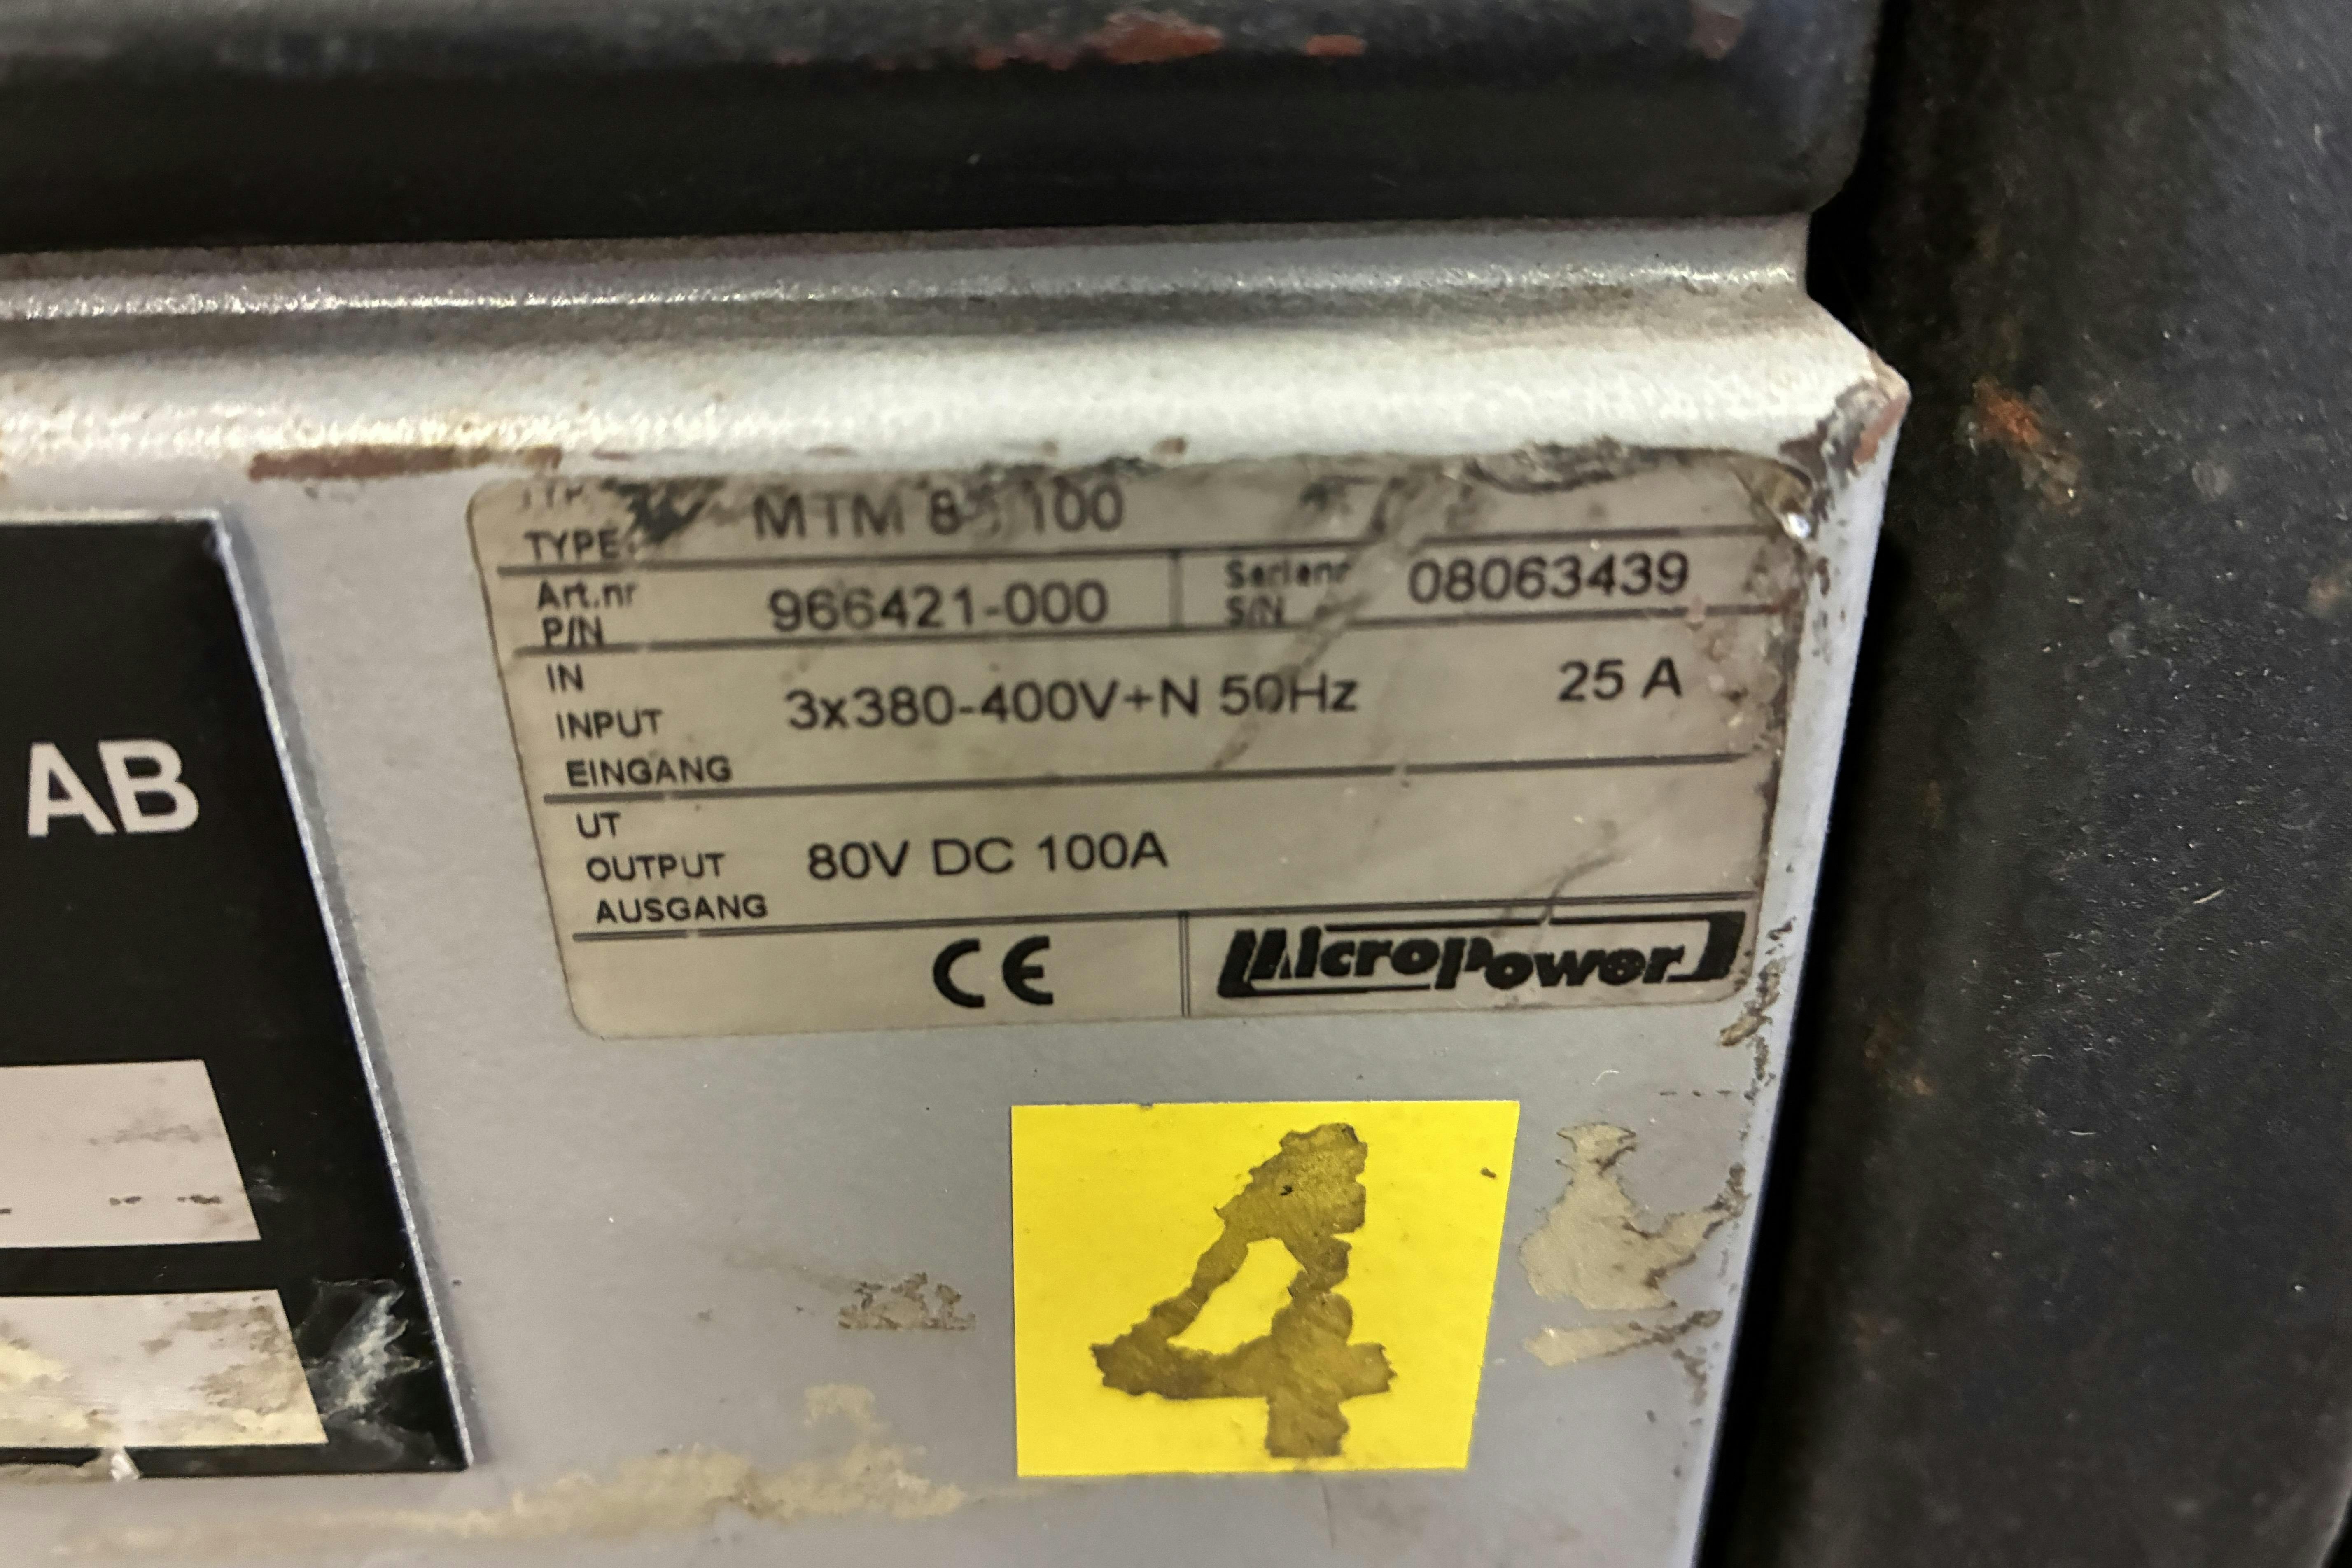 TYPE MTM 8 100
Art.nr 966421-000 Serienr 08063439
P/N S/N
IN
INPUT 3x380-400V+N 50Hz 25 A
EINGANG
UT
OUTPUT 80V DC 100A
AUSGANG
CE MicroPower
AB
4